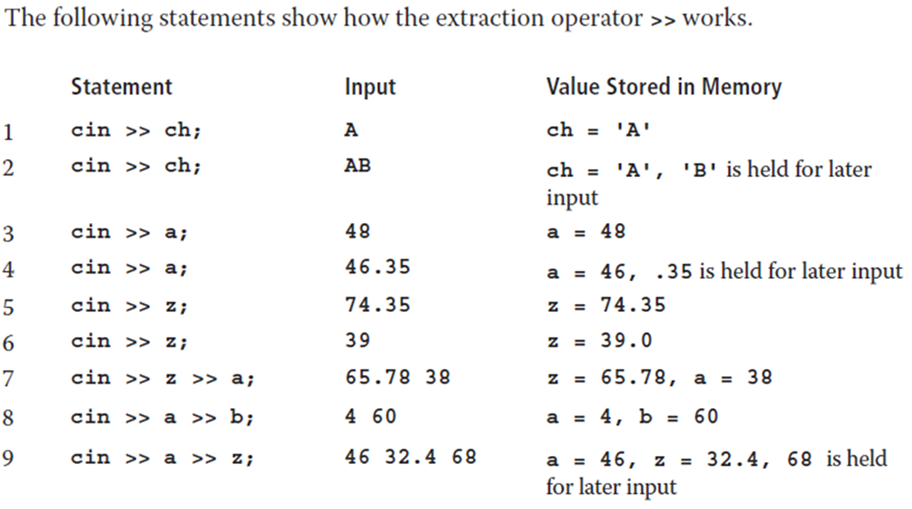 The following statements show how the extraction operator >> works.
Statement Input Value Stored in Memory
1 cin >> ch; A ch = 'A'
2 cin >> ch; AB ch = 'A', 'B' is held for later
input
3 cin >> a; 48 a = 48
4 cin >> a; 46.35 a = 46, .35 is held for later input
5 cin >> z; 74.35 z = 74.35
6 cin >> z; 39 z = 39.0
7 cin >> z >> a; 65.78 38 z = 65.78, a = 38
8 cin >> a >> b; 4 60 a = 4, b = 60
9 cin >> a >> z; 46 32.4 68 a = 46, z = 32.4, 68 is held
for later input